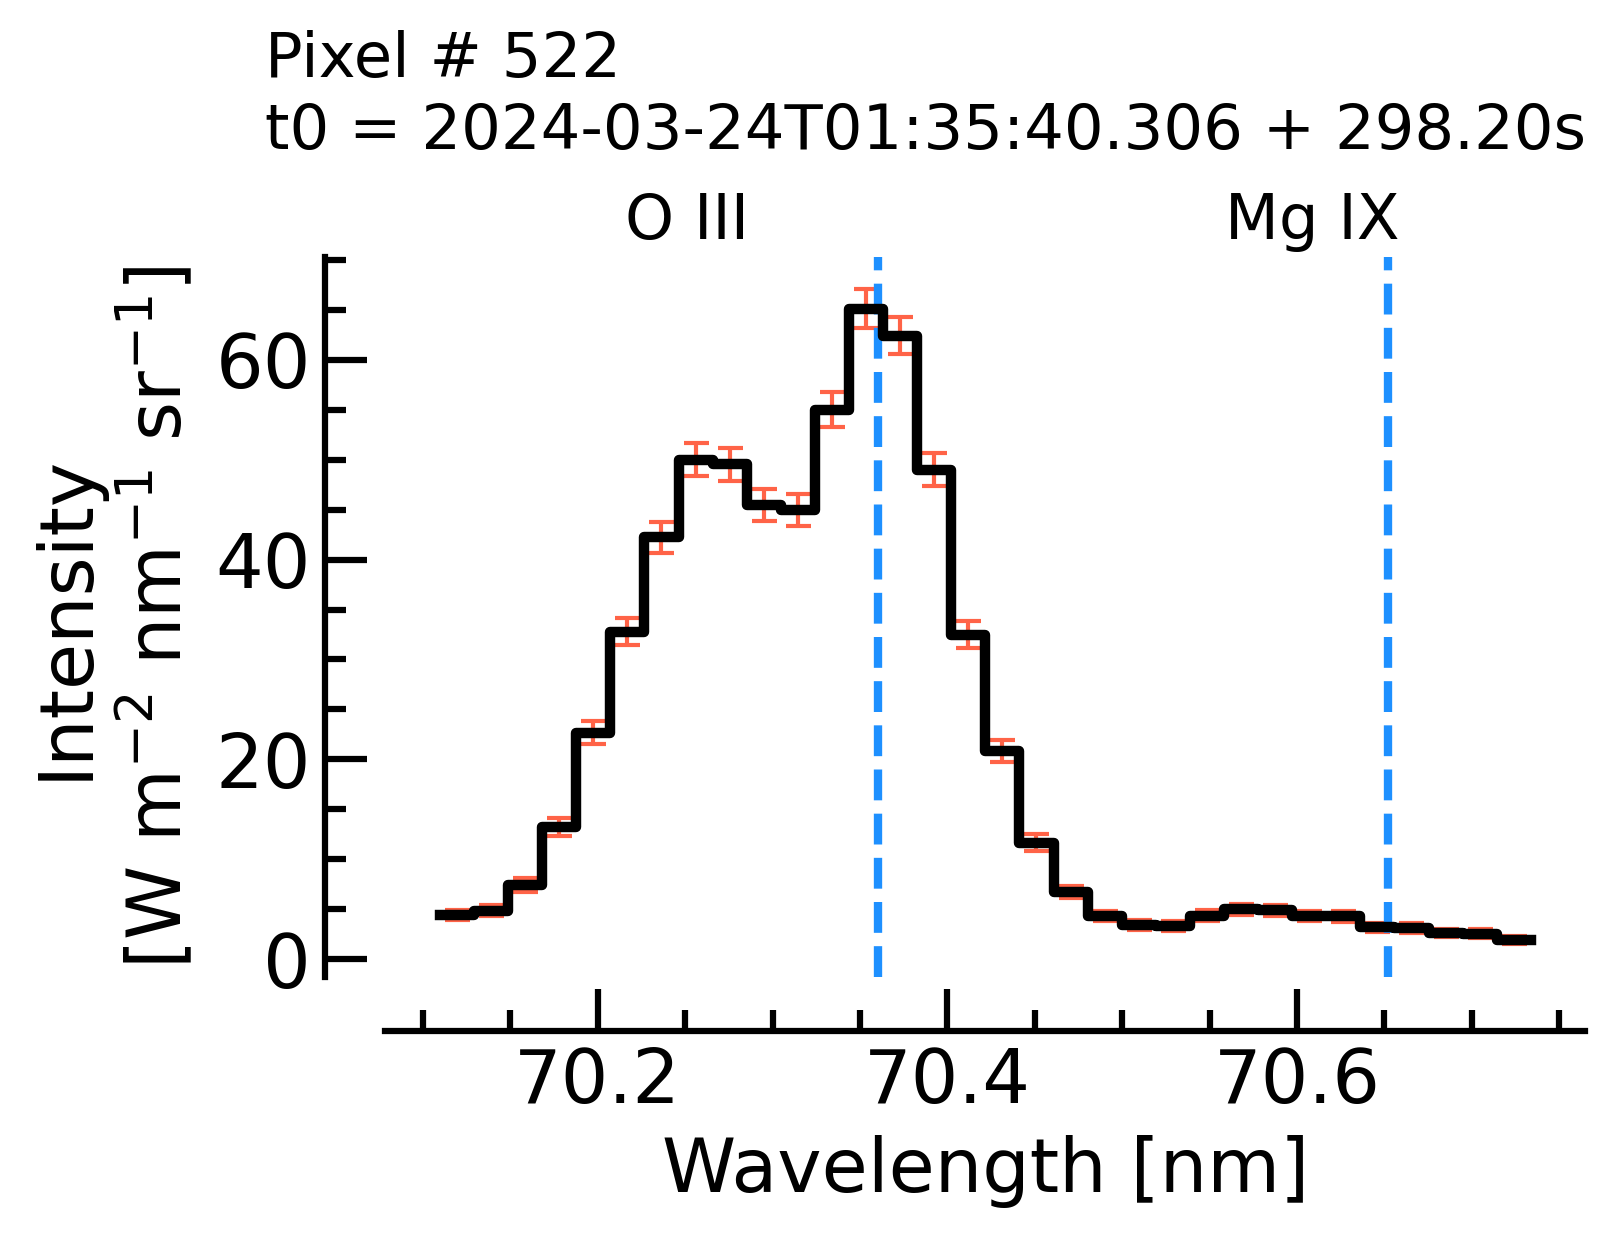 Pixel # 522
t0 = 2024-03-24T01:35:40.306 + 298.20s
O III
Mg IX
Intensity
[W m⁻² nm⁻¹ sr⁻¹]
60
40
20
0
70.2
70.4
70.6
Wavelength [nm]